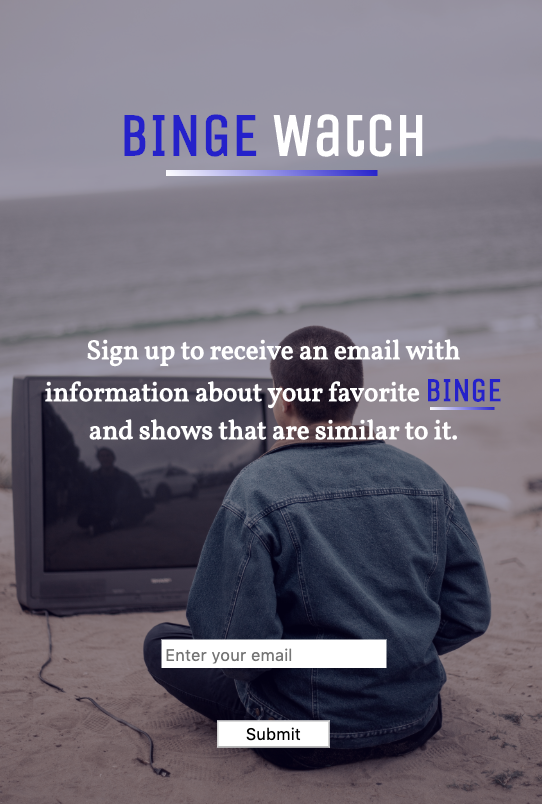 BINGE WatCH
Sign up to receive an email with
information about your favorite BINGE
and shows that are similar to it.
Enter your email
Submit